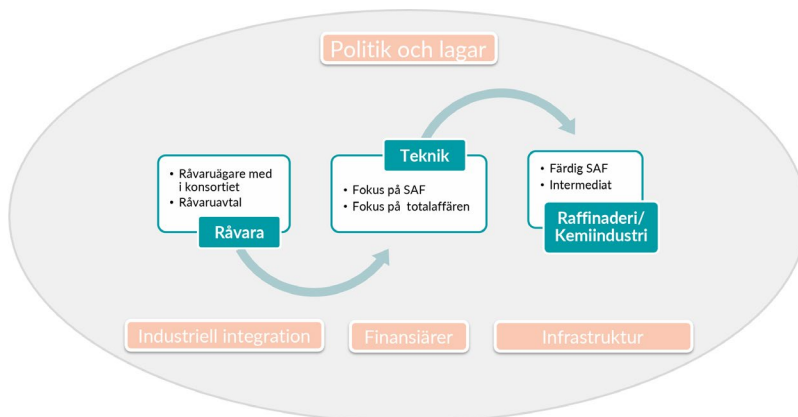 Politik och lagar
• Råvaruägare med
i konsortiet
• Råvaruavtal
Råvara
Teknik
• Fokus på SAF
• Fokus på totalaffären
• Färdig SAF
• Intermediat
Raffinaderi/
Kemiindustri
Industriell integration
Finansiärer
Infrastruktur